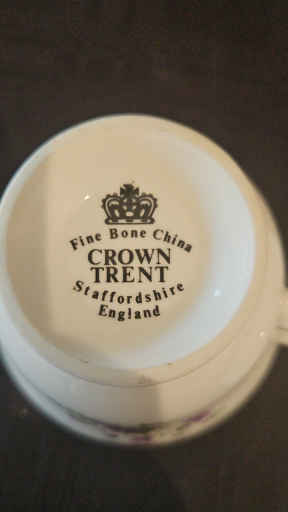 Fine Bone China
CROWN
TRENT
Staffordshire
England